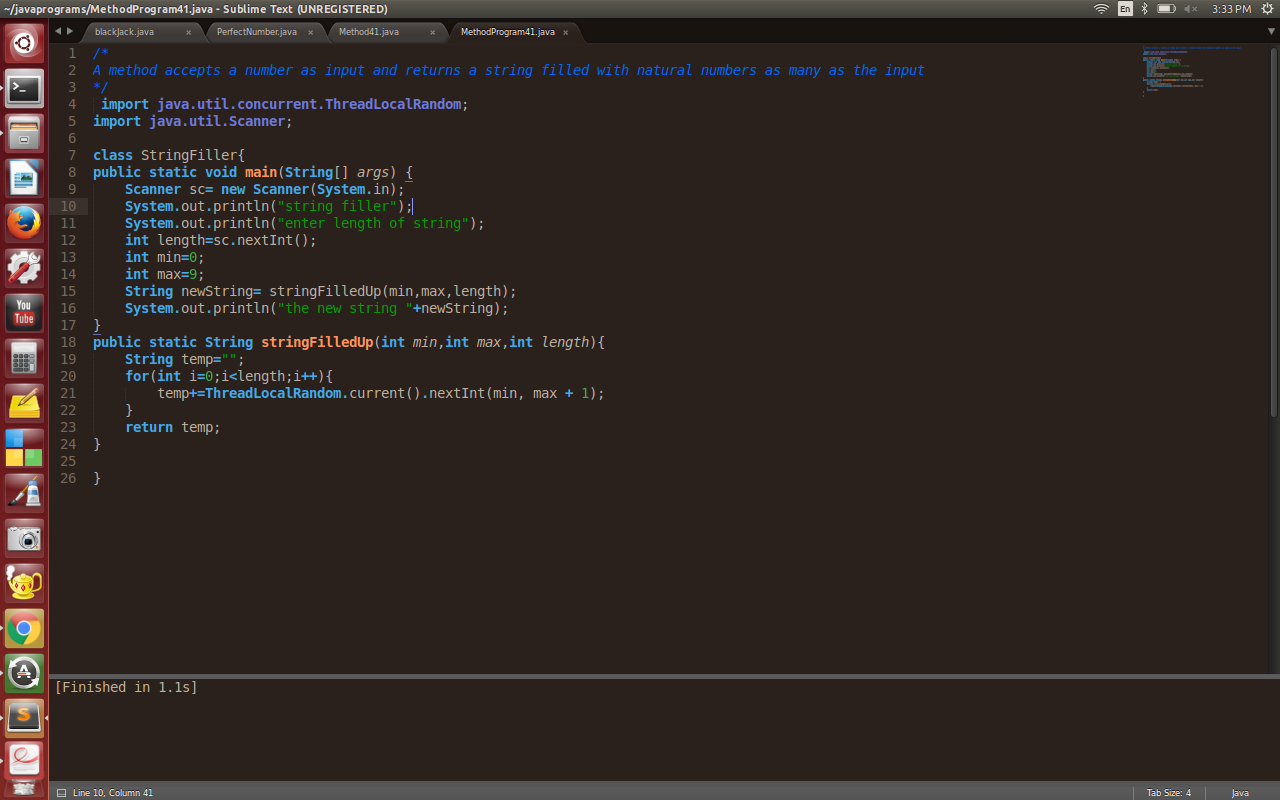 ~/javaprograms/MethodProgram41.java - Sublime Text (UNREGISTERED)
En
3:33 PM
blackJack.java ×
PerfectNumber.java ×
Method41.java ×
MethodProgram41.java ×
1 /*
2 A method accepts a number as input and returns a string filled with natural numbers as many as the input
3 */
4  import java.util.concurrent.ThreadLocalRandom;
5 import java.util.Scanner;
6
7 class StringFiller{
8 public static void main(String[] args) {
9     Scanner sc= new Scanner(System.in);
10     System.out.println("string filler");
11     System.out.println("enter length of string");
12     int length=sc.nextInt();
13     int min=0;
14     int max=9;
15     String newString= stringFilledUp(min,max,length);
16     System.out.println("the new string "+newString);
17 }
18 public static String stringFilledUp(int min,int max,int length){
19     String temp="";
20     for(int i=0;i<length;i++){
21         temp+=ThreadLocalRandom.current().nextInt(min, max + 1);
22     }
23     return temp;
24 }
25
26 }
You
Tube
[Finished in 1.1s]
Line 10, Column 41
Tab Size: 4
Java